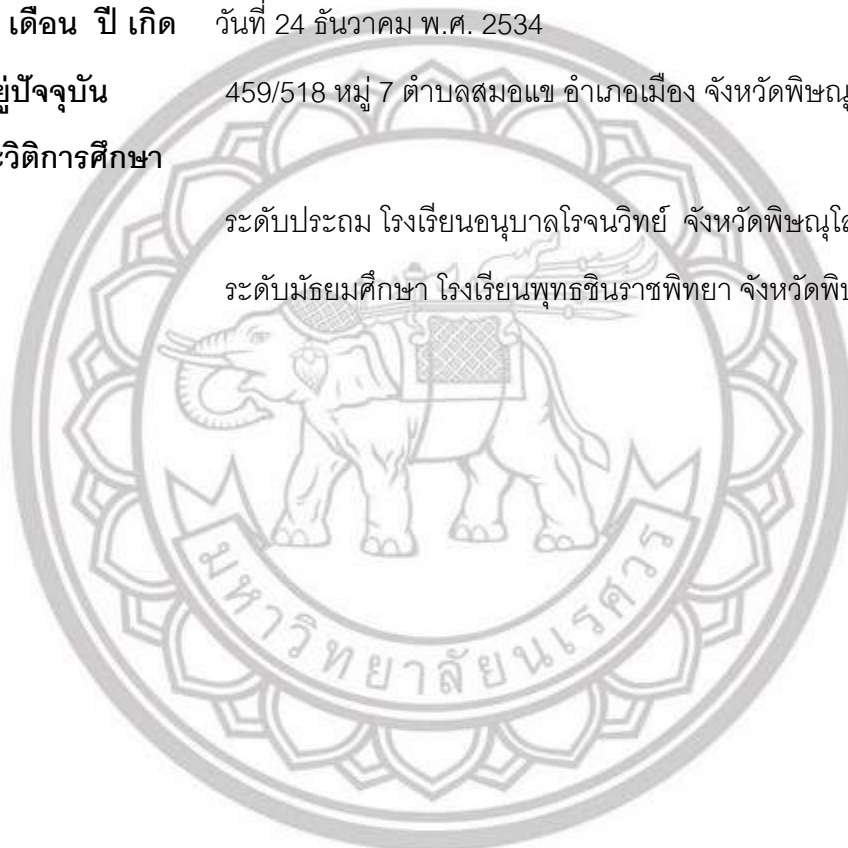 เดือน ปี เกิด วันที่ 24 ธันวาคม พ.ศ. 2534
ยู่ปัจจุบัน 459/518 หมู่ 7 ตำบลสมอแข อำเภอเมือง จังหวัดพิษณุ
ะวัติการศึกษา
ระดับประถม โรงเรียนอนุบาลโรจนวิทย์ จังหวัดพิษณุโล
ระดับมัธยมศึกษา โรงเรียนพุทธชินราชพิทยา จังหวัดพิษ
มหาวิทยาลัยนเรศวร